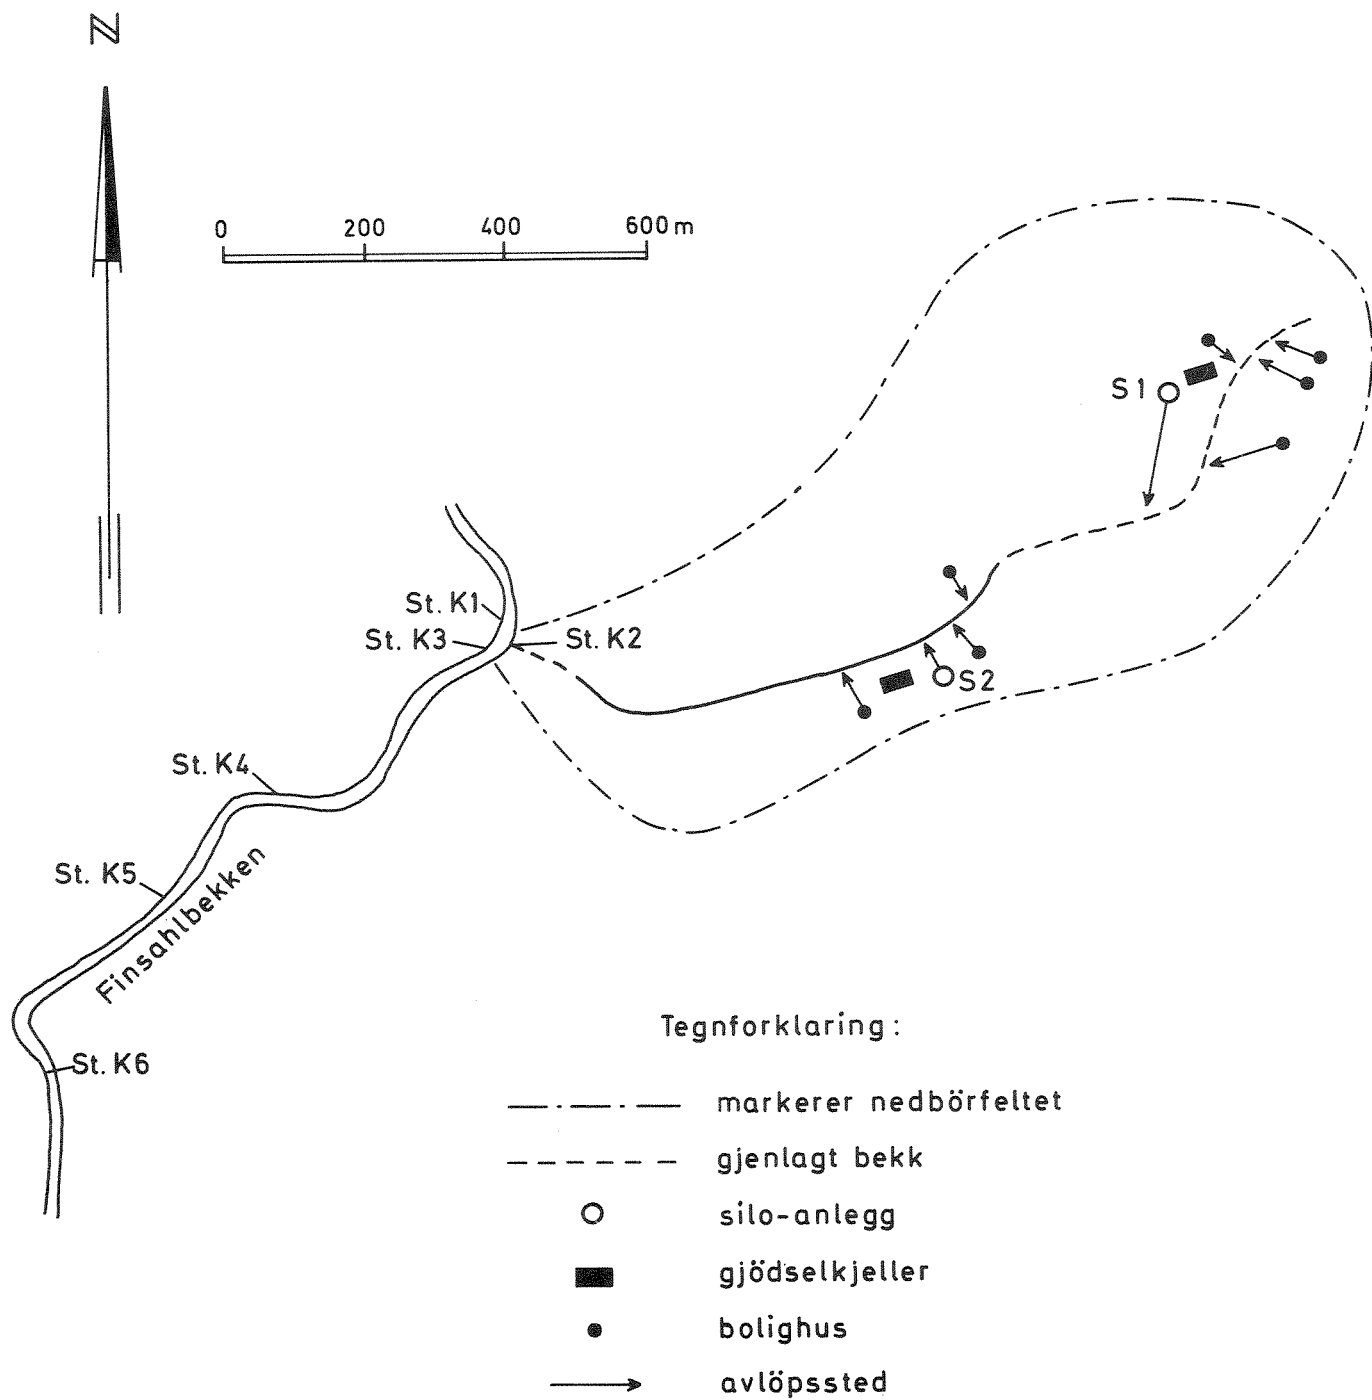 N
0 200 400 600 m
S1
St. K1
St. K3
St. K2
S2
St. K4
St. K5
Finsahlbekken
St. K6
Tegnforklaring:
markerer nedbörfeltet
gjenlagt bekk
silo-anlegg
gjödselkjeller
bolighus
avlöpssted